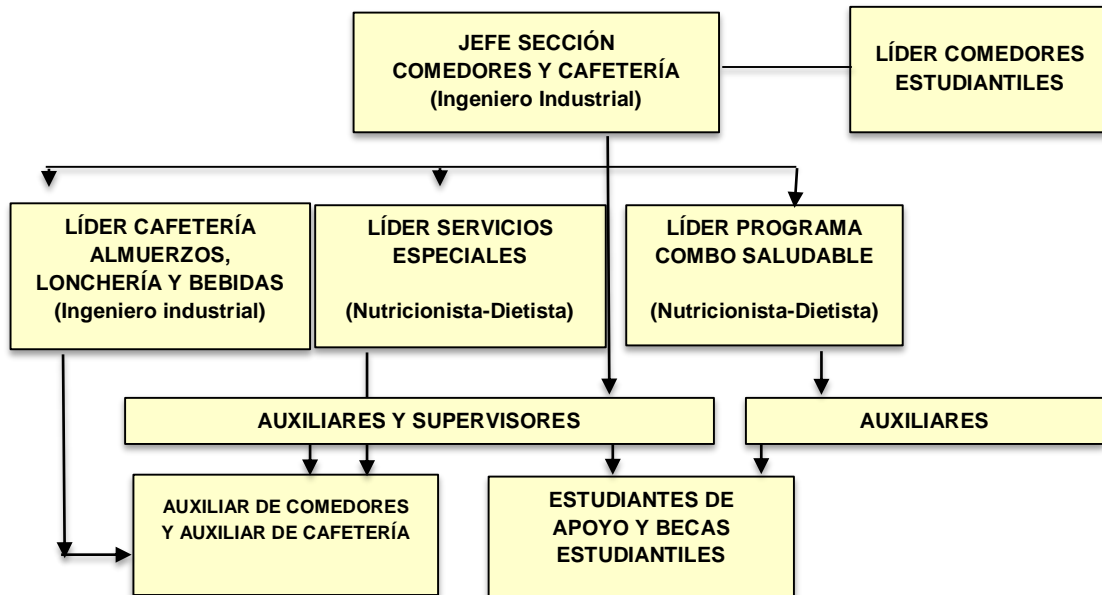 JEFE SECCIÓN
COMEDORES Y CAFETERÍA
(Ingeniero Industrial)
LÍDER COMEDORES
ESTUDIANTILES
LÍDER CAFETERÍA
ALMUERZOS,
LONCHERÍA Y BEBIDAS
(Ingeniero industrial)
LÍDER SERVICIOS
ESPECIALES
(Nutricionista-Dietista)
LÍDER PROGRAMA
COMBO SALUDABLE
(Nutricionista-Dietista)
AUXILIARES Y SUPERVISORES
AUXILIARES
AUXILIAR DE COMEDORES
Y AUXILIAR DE CAFETERÍA
ESTUDIANTES DE
APOYO Y BECAS
ESTUDIANTILES